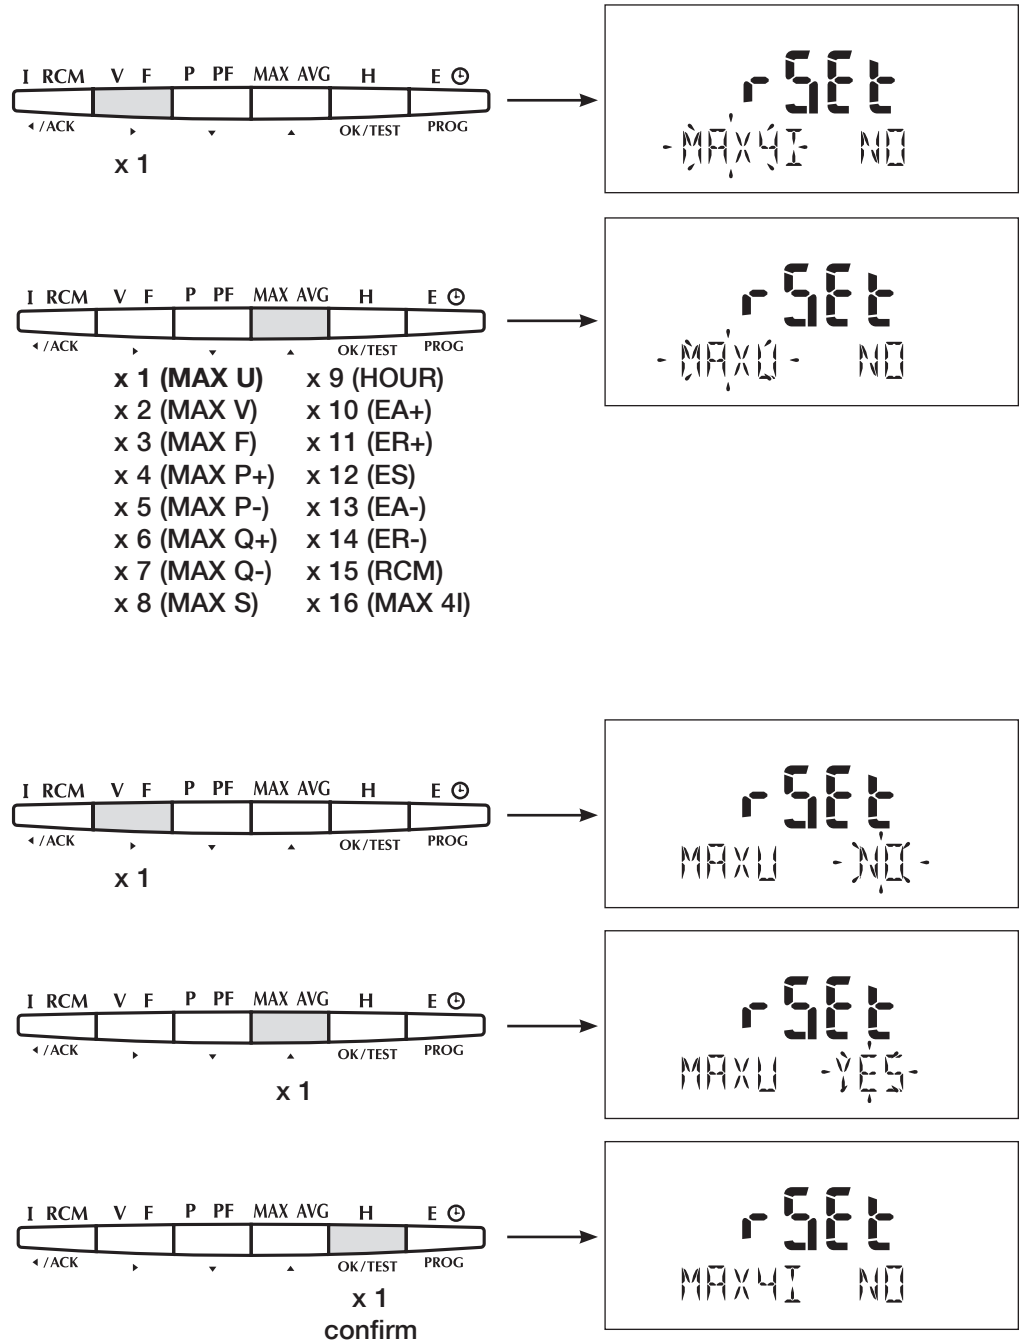 I RCM V F P PF MAX AVG H E
/ACK OK/TEST PROG
x 1
rSEt
MAX4I NO
I RCM V F P PF MAX AVG H E
/ACK OK/TEST PROG
rSEt
MAXU NO
x 1 (MAX U) x 9 (HOUR)
x 2 (MAX V) x 10 (EA+)
x 3 (MAX F) x 11 (ER+)
x 4 (MAX P+) x 12 (ES)
x 5 (MAX P-) x 13 (EA-)
x 6 (MAX Q+) x 14 (ER-)
x 7 (MAX Q-) x 15 (RCM)
x 8 (MAX S) x 16 (MAX 4I)
I RCM V F P PF MAX AVG H E
/ACK OK/TEST PROG
x 1
rSEt
MAXU NO
I RCM V F P PF MAX AVG H E
/ACK OK/TEST PROG
x 1
rSEt
MAXU YES
I RCM V F P PF MAX AVG H E
/ACK OK/TEST PROG
x 1
confirm
rSEt
MAX4I NO